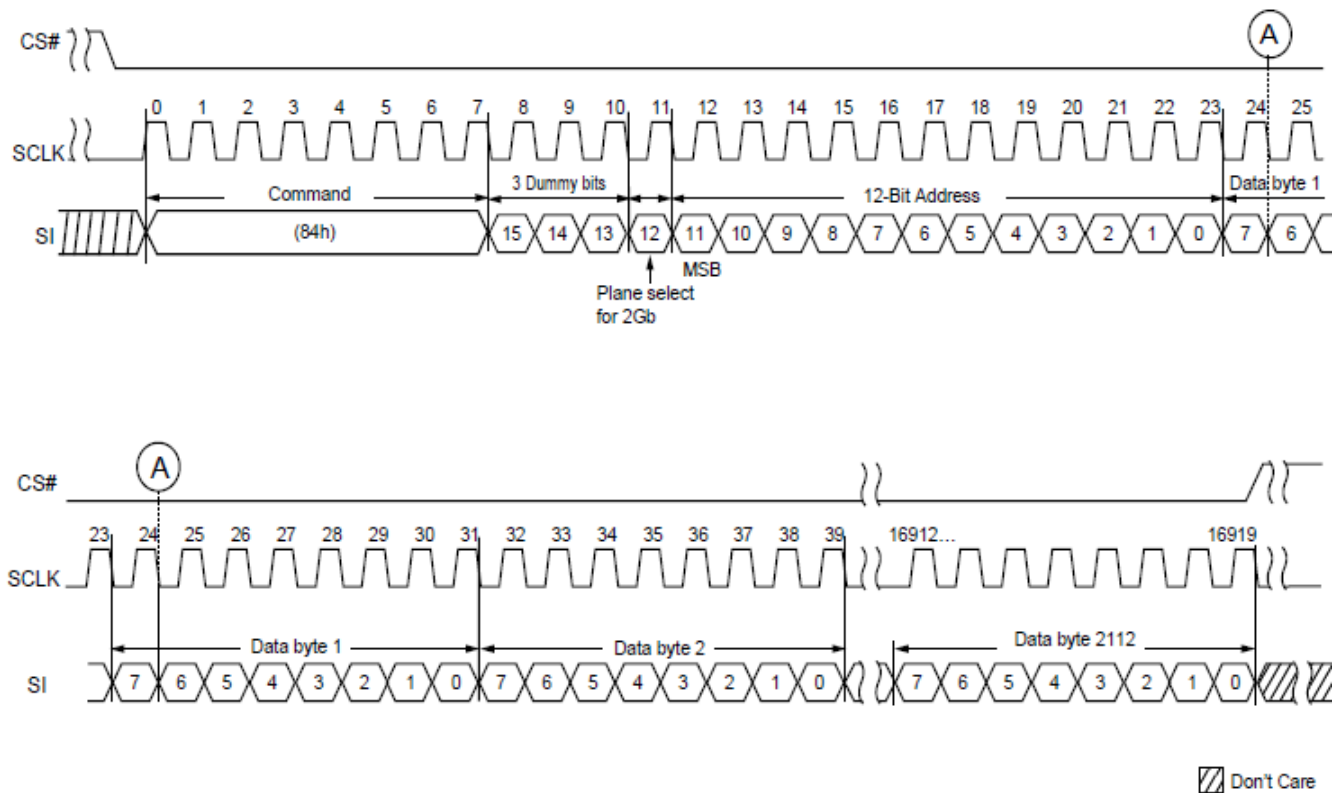 CS#
A
0 1 2 3 4 5 6 7 8 9 10 11 12 13 14 15 16 17 18 19 20 21 22 23 24 25
SCLK
Command 3 Dummy bits 12-Bit Address Data byte 1
SI (84h) 15 14 13 12 11 10 9 8 7 6 5 4 3 2 1 0 7 6
MSB
Plane select
for 2Gb
A
CS#
23 24 25 26 27 28 29 30 31 32 33 34 35 36 37 38 39 16912... 16919
SCLK
Data byte 1 Data byte 2 Data byte 2112
SI 7 6 5 4 3 2 1 0 7 6 5 4 3 2 1 0 7 6 5 4 3 2 1 0
Don't Care